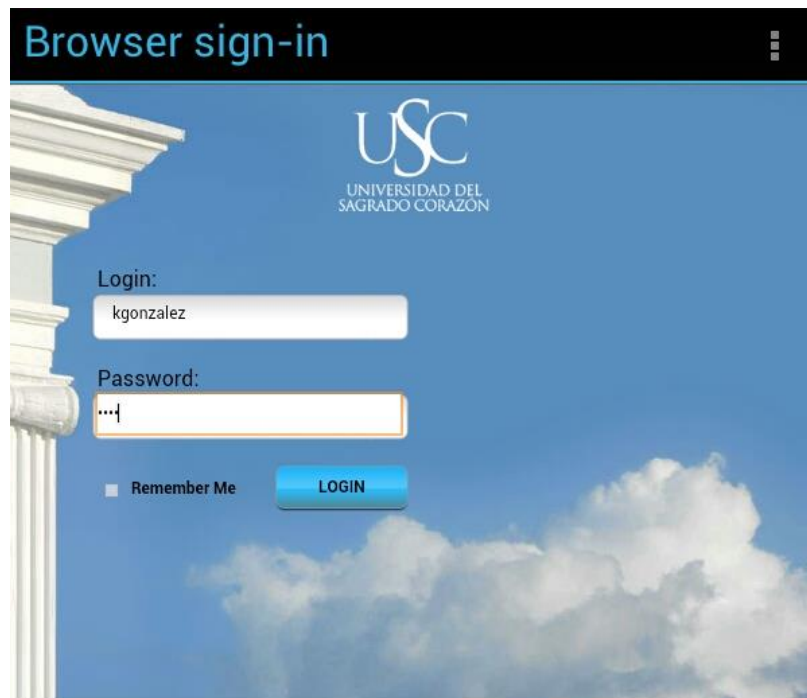 Browser sign-in
USC
UNIVERSIDAD DEL
SAGRADO CORAZÓN
Login:
kgonzalez
Password:
••••
Remember Me
LOGIN